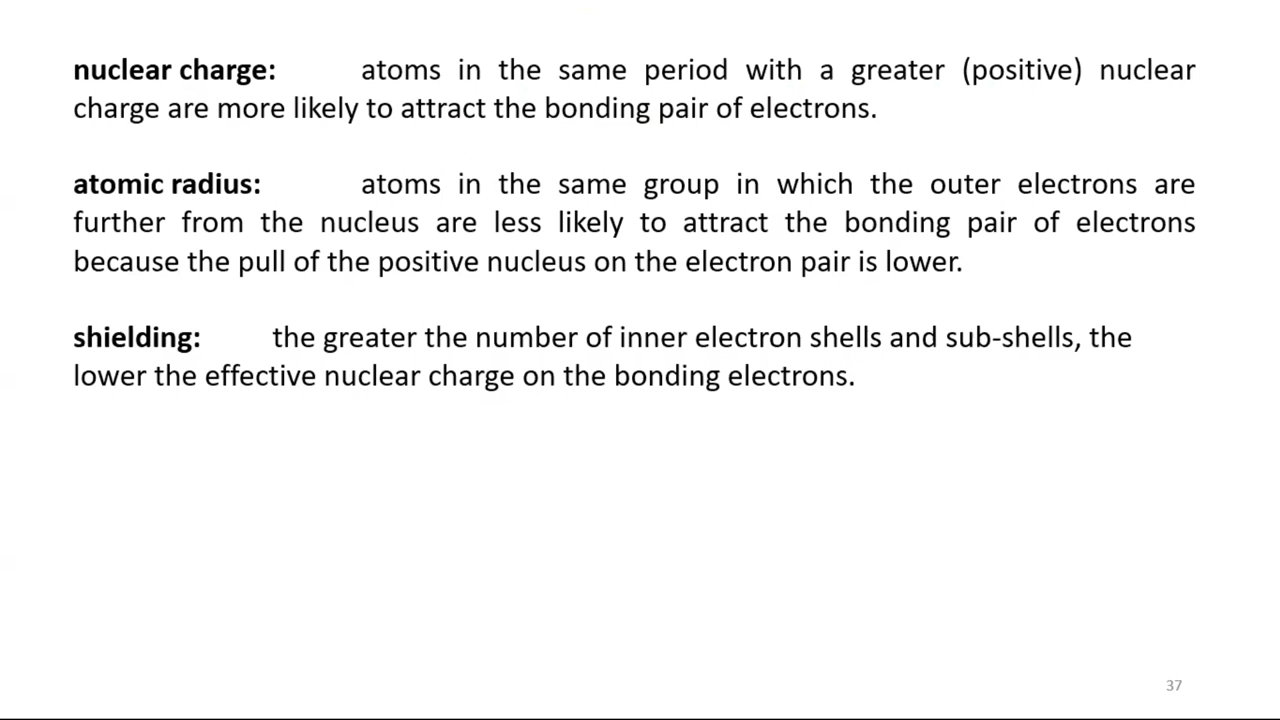 nuclear charge: atoms in the same period with a greater (positive) nuclear
charge are more likely to attract the bonding pair of electrons.
atomic radius: atoms in the same group in which the outer electrons are
further from the nucleus are less likely to attract the bonding pair of electrons
because the pull of the positive nucleus on the electron pair is lower.
shielding: the greater the number of inner electron shells and sub-shells, the
lower the effective nuclear charge on the bonding electrons.
37